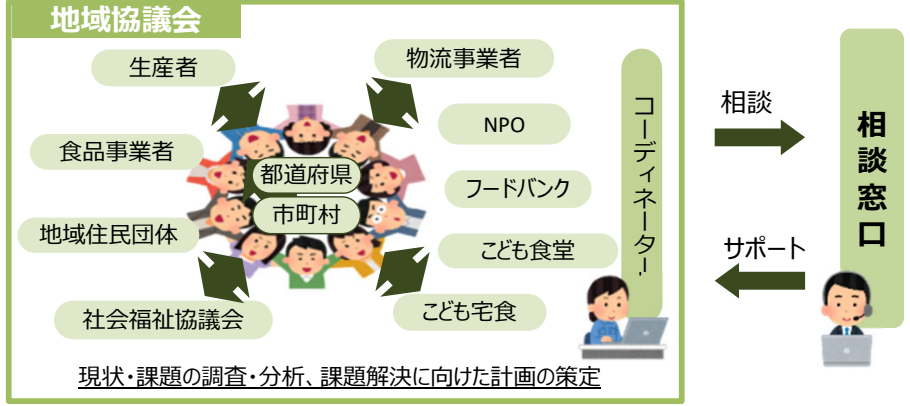 地域協議会
生産者
物流事業者
食品事業者
NPO
都道府県
市町村
フードバンク
地域住民団体
こども食堂
社会福祉協議会
こども宅食
コーディネーター
現状・課題の調査・分析、課題解決に向けた計画の策定
相談
サポート
相談窓口